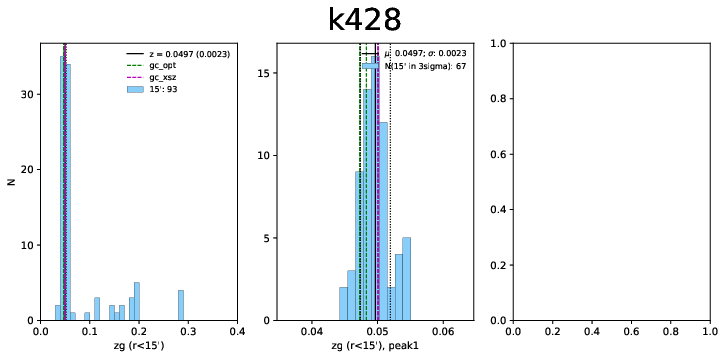 k428
z = 0.0497 (0.0023)
gc_opt
gc_xsz
15': 93
N
0
10
20
30
0.0 0.1 0.2 0.3 0.4
zg (r<15')
μ: 0.0497; σ: 0.0023
N(15' in 3sigma): 67
0
5
10
15
0.04 0.05 0.06
zg (r<15'), peak1
0.0
0.2
0.4
0.6
0.8
1.0
0.0 0.2 0.4 0.6 0.8 1.0